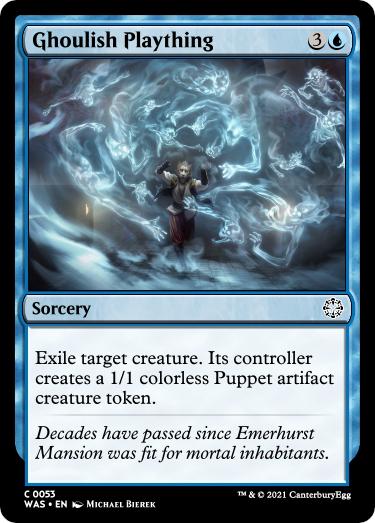 Ghoulish Plaything 3
Sorcery
Exile target creature. Its controller
creates a 1/1 colorless Puppet artifact
creature token.
Decades have passed since Emerhurst
Mansion was fit for mortal inhabitants.
C 0053
WAS • EN Michael Bierek
™ & © 2021 CanterburyEgg